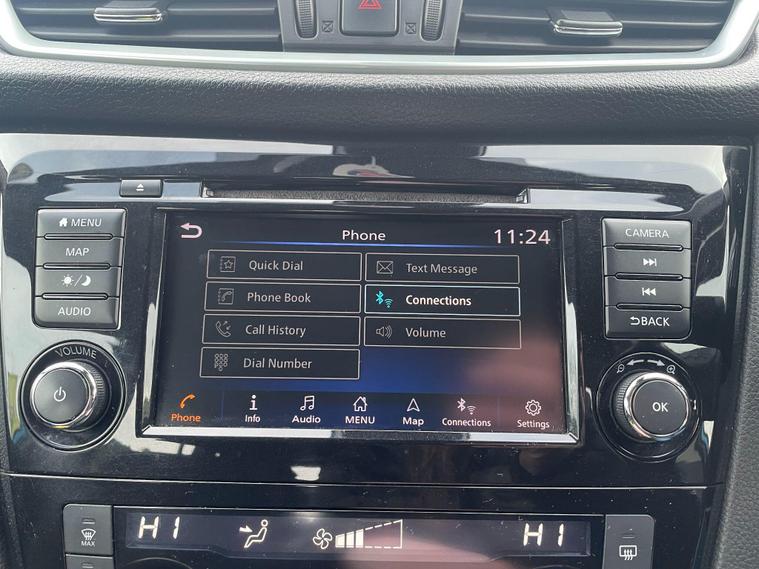 MENU
MAP
AUDIO
VOLUME
Phone
11:24
Quick Dial
Text Message
Phone Book
Connections
Call History
Volume
Dial Number
Phone
Info
Audio
MENU
Map
Connections
Settings
CAMERA
BACK
OK
MAX
HI
HI